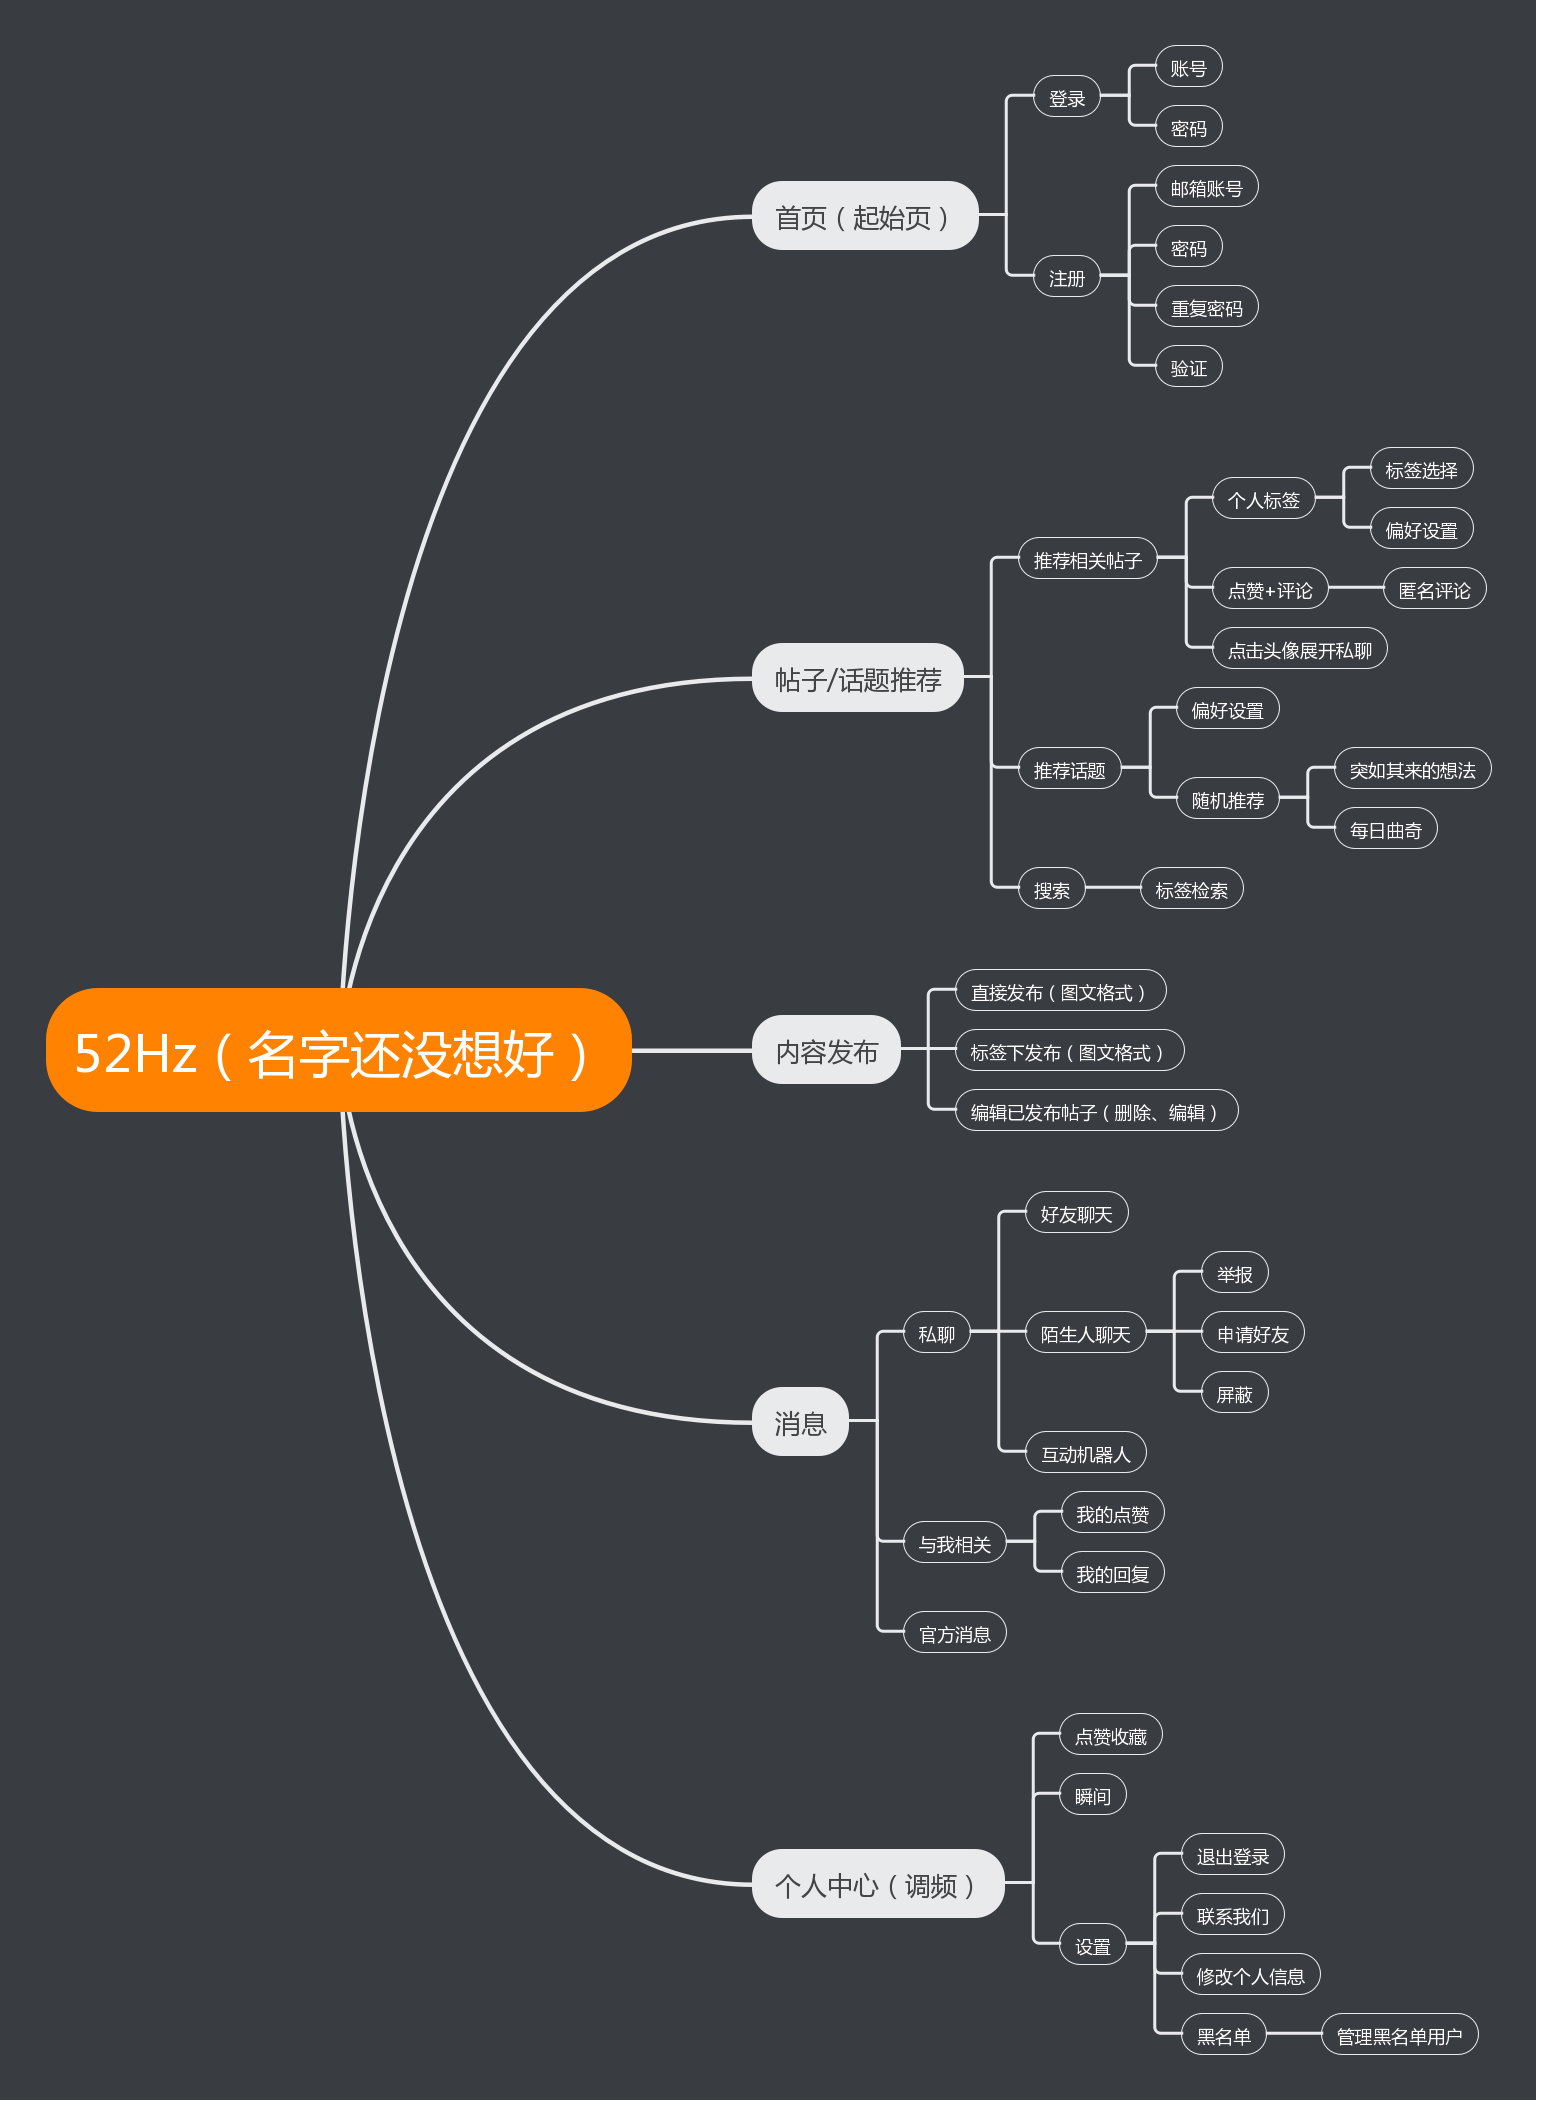 52Hz（名字还没想好）
首页（起始页）
登录
账号
密码
注册
邮箱账号
密码
重复密码
验证
帖子/话题推荐
推荐相关帖子
个人标签
标签选择
偏好设置
点赞+评论
匿名评论
点击头像展开私聊
推荐话题
偏好设置
随机推荐
突如其来的想法
每日曲奇
搜索
标签检索
内容发布
直接发布（图文格式）
标签下发布（图文格式）
编辑已发布帖子（删除、编辑）
消息
私聊
好友聊天
陌生人聊天
举报
申请好友
屏蔽
互动机器人
与我相关
我的点赞
我的回复
官方消息
个人中心（调频）
点赞收藏
瞬间
设置
退出登录
联系我们
修改个人信息
黑名单
管理黑名单用户